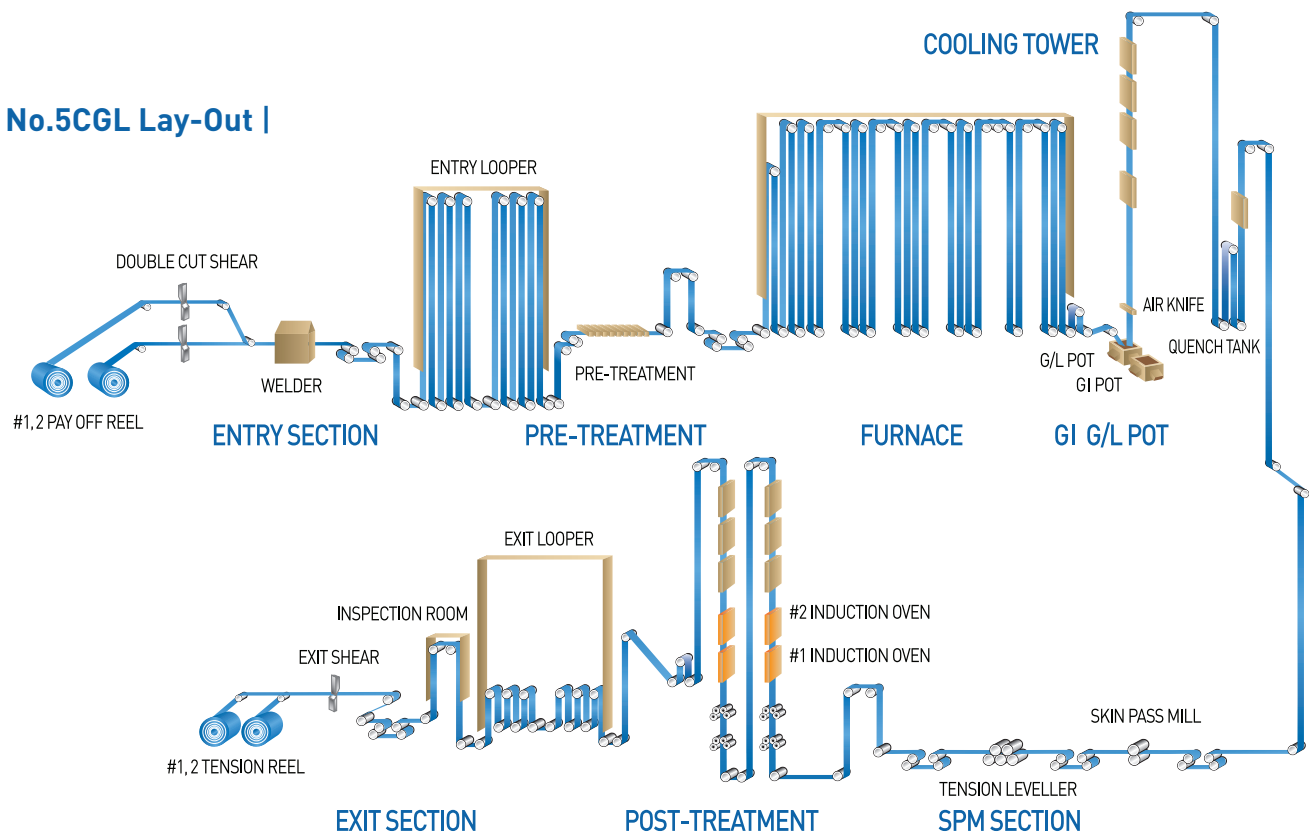 COOLING TOWER
No.5CGL Lay-Out |
ENTRY LOOPER
DOUBLE CUT SHEAR
AIR KNIFE
QUENCH TANK
G/L POT
PRE-TREATMENT
WELDER
GI POT
#1, 2 PAY OFF REEL
ENTRY SECTION
PRE-TREATMENT
FURNACE
GI G/L POT
EXIT LOOPER
INSPECTION ROOM
#2 INDUCTION OVEN
EXIT SHEAR
#1 INDUCTION OVEN
SKIN PASS MILL
#1, 2 TENSION REEL
TENSION LEVELLER
EXIT SECTION
POST-TREATMENT
SPM SECTION